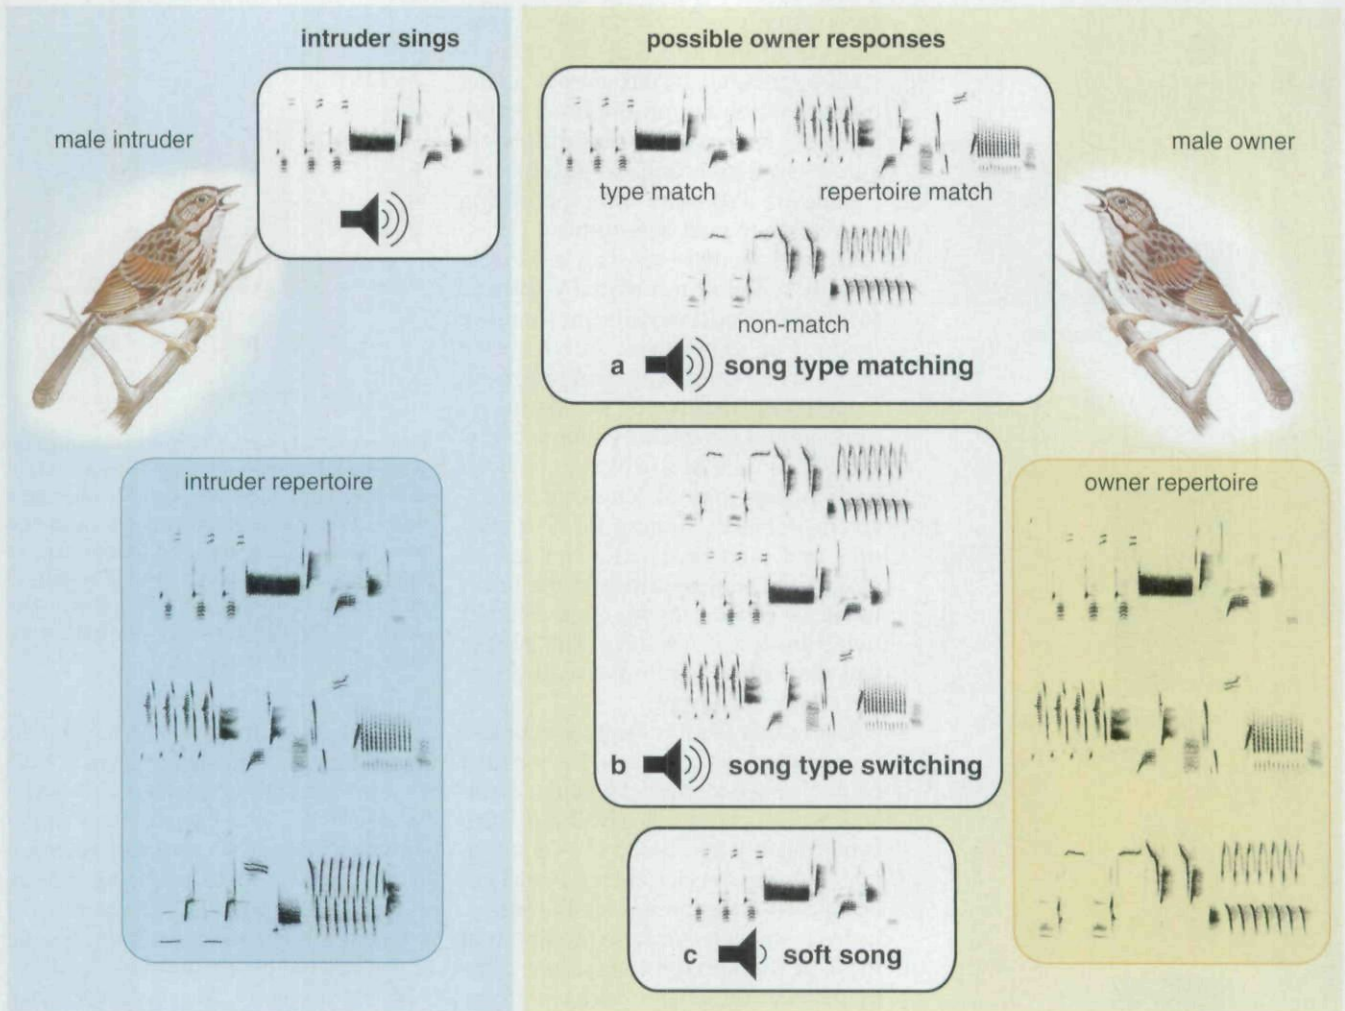 intruder sings
possible owner responses
male intruder
male owner
type match
repertoire match
non-match
a song type matching
intruder repertoire
owner repertoire
b song type switching
c soft song